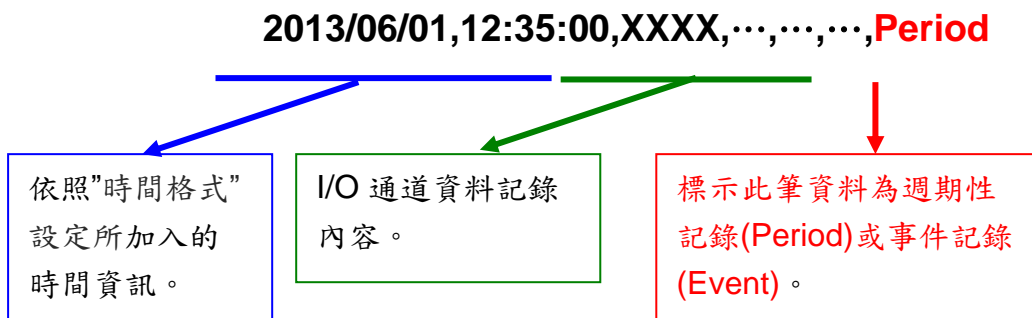 2013/06/01,12:35:00,XXXX,…,…,…,Period
依照”時間格式”
設定所加入的
時間資訊。
I/O 通道資料記錄
內容。
標示此筆資料為週期性
記錄(Period)或事件記錄
(Event)。